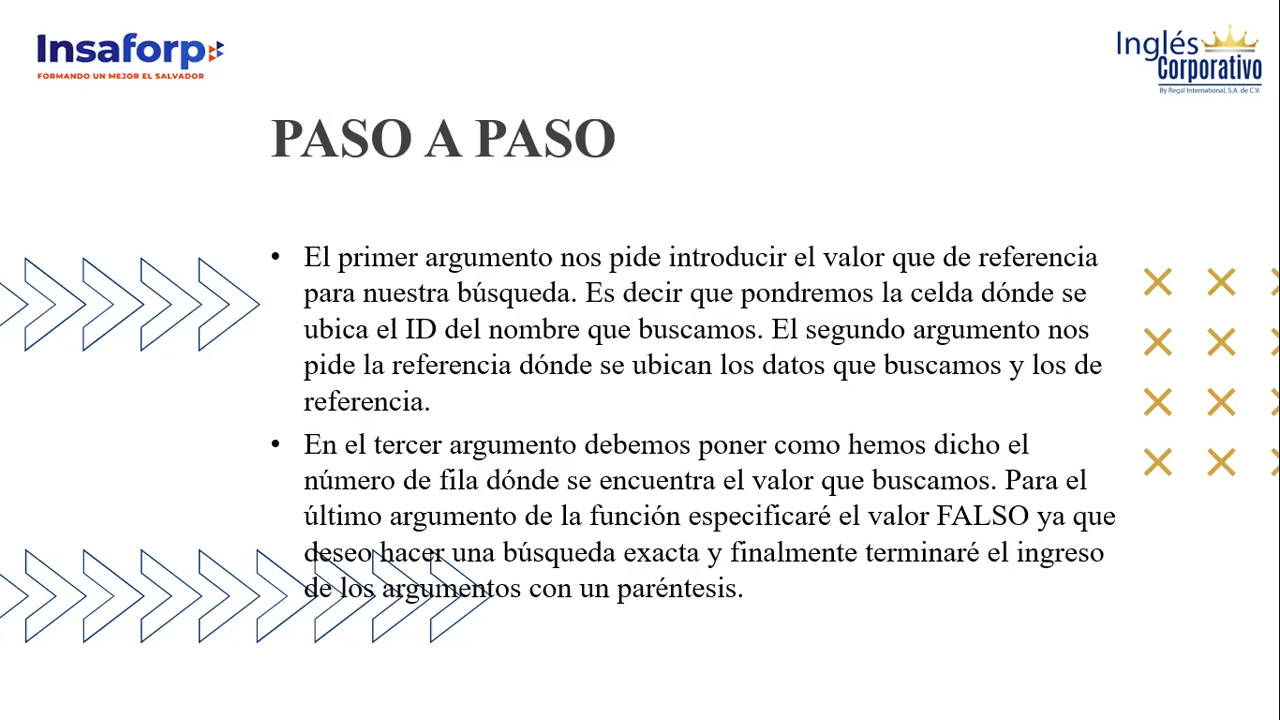 Insaforp
FORMANDO UN MEJOR EL SALVADOR
Inglés
Corporativo
By Regal International, S.A. de C.V.
PASO A PASO
• El primer argumento nos pide introducir el valor que de referencia
para nuestra búsqueda. Es decir que pondremos la celda dónde se
ubica el ID del nombre que buscamos. El segundo argumento nos
pide la referencia dónde se ubican los datos que buscamos y los de
referencia.
• En el tercer argumento debemos poner como hemos dicho el
número de fila dónde se encuentra el valor que buscamos. Para el
último argumento de la función especificaré el valor FALSO ya que
deseo hacer una búsqueda exacta y finalmente terminaré el ingreso
de los argumentos con un paréntesis.